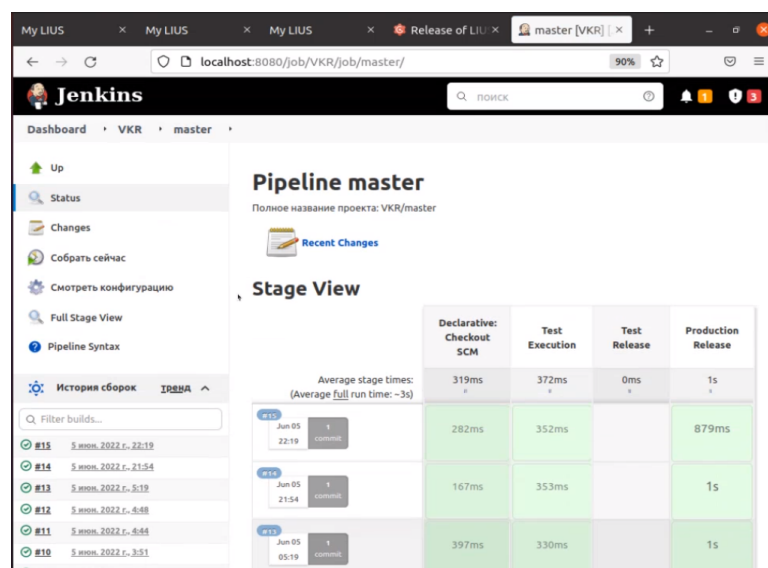 My LIUS × My LIUS × My LIUS × Release of LIU × master [VKR] [ × +
localhost:8080/job/VKR/job/master/ 90%
Jenkins поиск 1 3
Dashboard VKR master
Up
Status
Changes
Собрать сейчас
Смотреть конфигурацию
Full Stage View
Pipeline Syntax
История сборок тренд
Filter builds...
#15 5 июн. 2022 г., 22:19
#14 5 июн. 2022 г., 21:54
#13 5 июн. 2022 г., 5:19
#12 5 июн. 2022 г., 4:48
#11 5 июн. 2022 г., 4:44
#10 5 июн. 2022 г., 3:51
Pipeline master
Полное название проекта: VKR/master
Recent Changes
Stage View
Declarative: Checkout SCM
Test Execution
Test Release
Production Release
Average stage times: 319ms 372ms 0ms 1s
(Average full run time: ~3s)
#15
Jun 05 22:19 1 commit 282ms 352ms 879ms
#14
Jun 05 21:54 1 commit 167ms 353ms 1s
#13
Jun 05 05:19 1 commit 397ms 330ms 1s